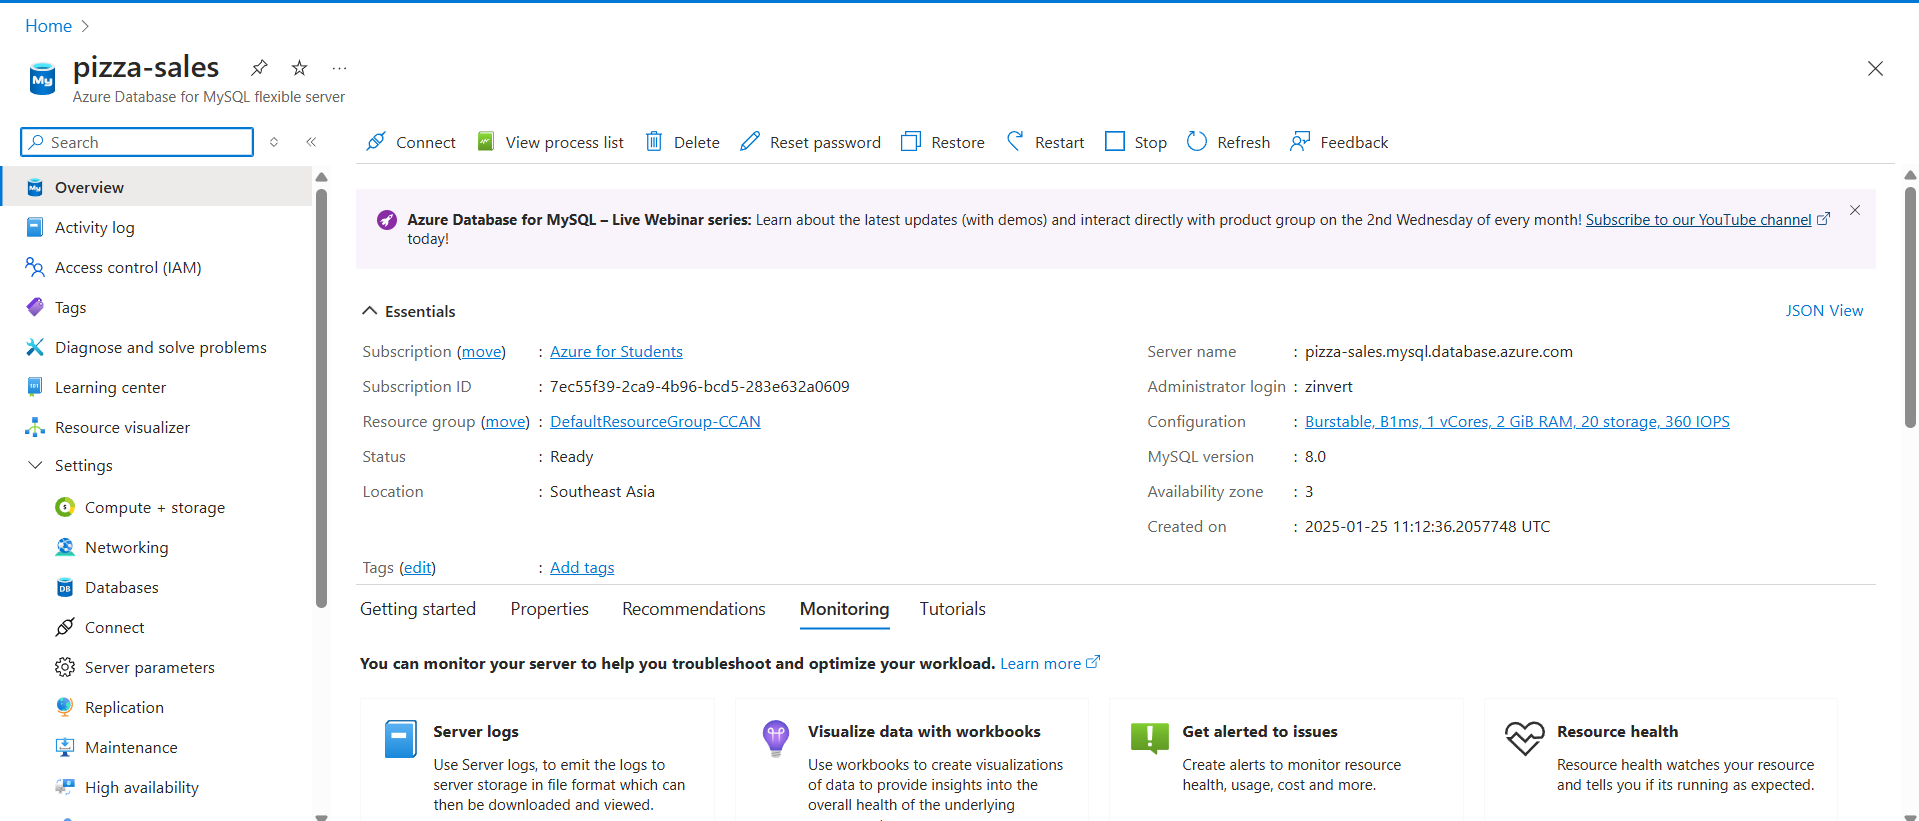 Home
pizza-sales
Azure Database for MySQL flexible server
Search
Connect
View process list
Delete
Reset password
Restore
Restart
Stop
Refresh
Feedback
Overview
Activity log
Access control (IAM)
Tags
Diagnose and solve problems
Learning center
Resource visualizer
Settings
Compute + storage
Networking
Databases
Connect
Server parameters
Replication
Maintenance
High availability
Azure Database for MySQL – Live Webinar series: Learn about the latest updates (with demos) and interact directly with product group on the 2nd Wednesday of every month! Subscribe to our YouTube channel
today!
Essentials
JSON View
Subscription (move) : Azure for Students
Subscription ID : 7ec55f39-2ca9-4b96-bcd5-283e632a0609
Resource group (move) : DefaultResourceGroup-CCAN
Status : Ready
Location : Southeast Asia
Server name : pizza-sales.mysql.database.azure.com
Administrator login : zinvert
Configuration : Burstable, B1ms, 1 vCores, 2 GiB RAM, 20 storage, 360 IOPS
MySQL version : 8.0
Availability zone : 3
Created on : 2025-01-25 11:12:36.2057748 UTC
Tags (edit) : Add tags
Getting started
Properties
Recommendations
Monitoring
Tutorials
You can monitor your server to help you troubleshoot and optimize your workload. Learn more
Server logs
Use Server logs, to emit the logs to
server storage in file format which can
then be downloaded and viewed.
Visualize data with workbooks
Use workbooks to create visualizations
of data to provide insights into the
overall health of the underlying
Get alerted to issues
Create alerts to monitor resource
health, usage, cost and more.
Resource health
Resource health watches your resource
and tells you if its running as expected.